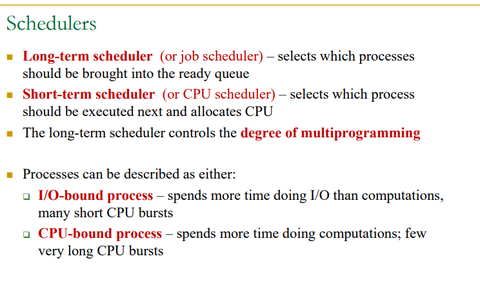 Schedulers
Long-term scheduler (or job scheduler) – selects which processes
should be brought into the ready queue
Short-term scheduler (or CPU scheduler) – selects which process
should be executed next and allocates CPU
The long-term scheduler controls the degree of multiprogramming
Processes can be described as either:
I/O-bound process – spends more time doing I/O than computations,
many short CPU bursts
CPU-bound process – spends more time doing computations; few
very long CPU bursts